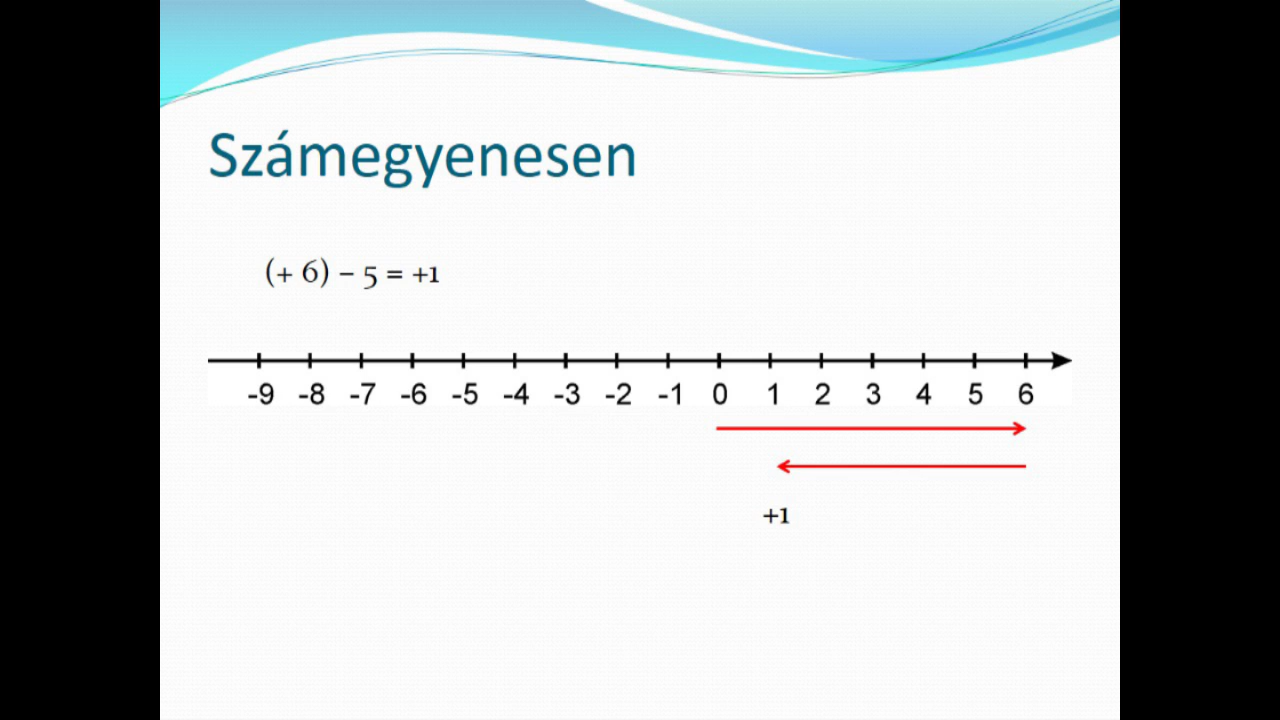 Számegyenesen
(+ 6) – 5 = +1
-9 -8 -7 -6 -5 -4 -3 -2 -1 0 1 2 3 4 5 6
+1